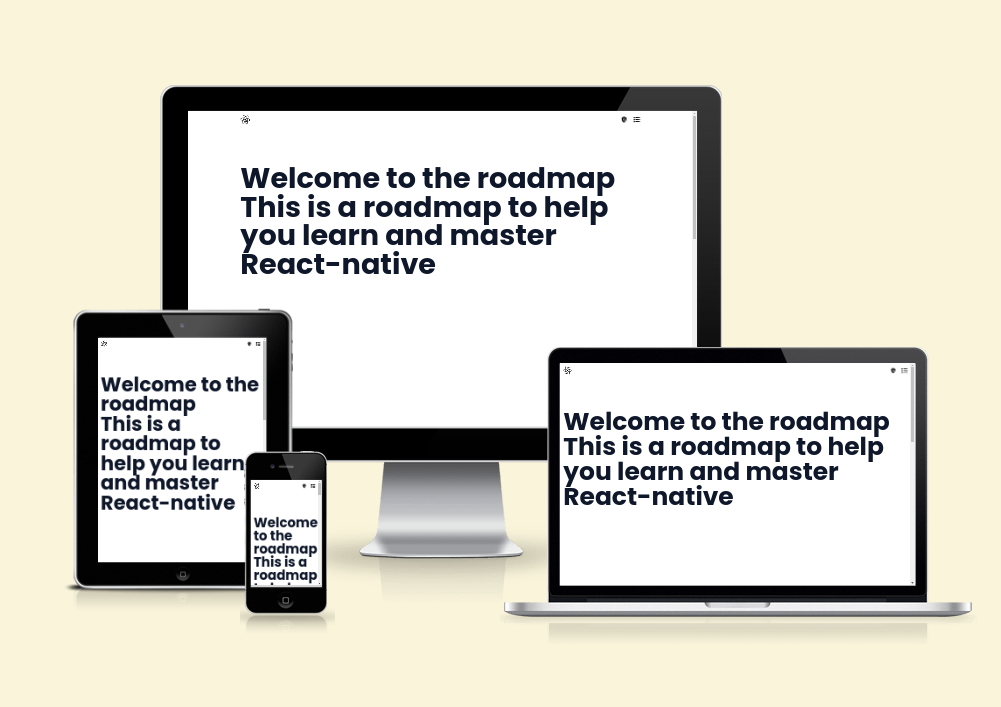 Welcome to the roadmap
This is a roadmap to help
you learn and master
React-native
Welcome to the
roadmap
This is a
roadmap to
help you learn
and master
React-native
Welcome
to the
roadmap
This is a
roadmap
Welcome to the roadmap
This is a roadmap to help
you learn and master
React-native